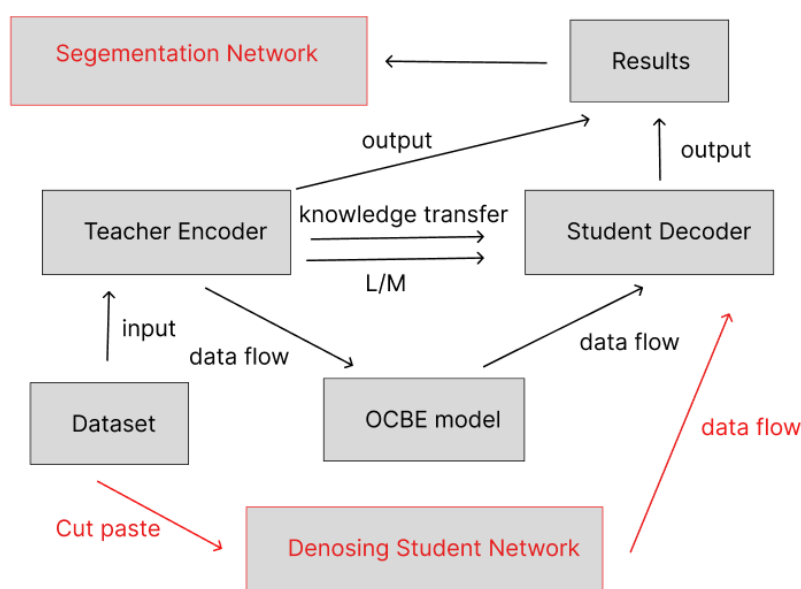 Segementation Network
Results
output
output
Teacher Encoder
knowledge transfer
Student Decoder
L/M
input
data flow
data flow
Dataset
OCBE model
data flow
Cut paste
Denosing Student Network